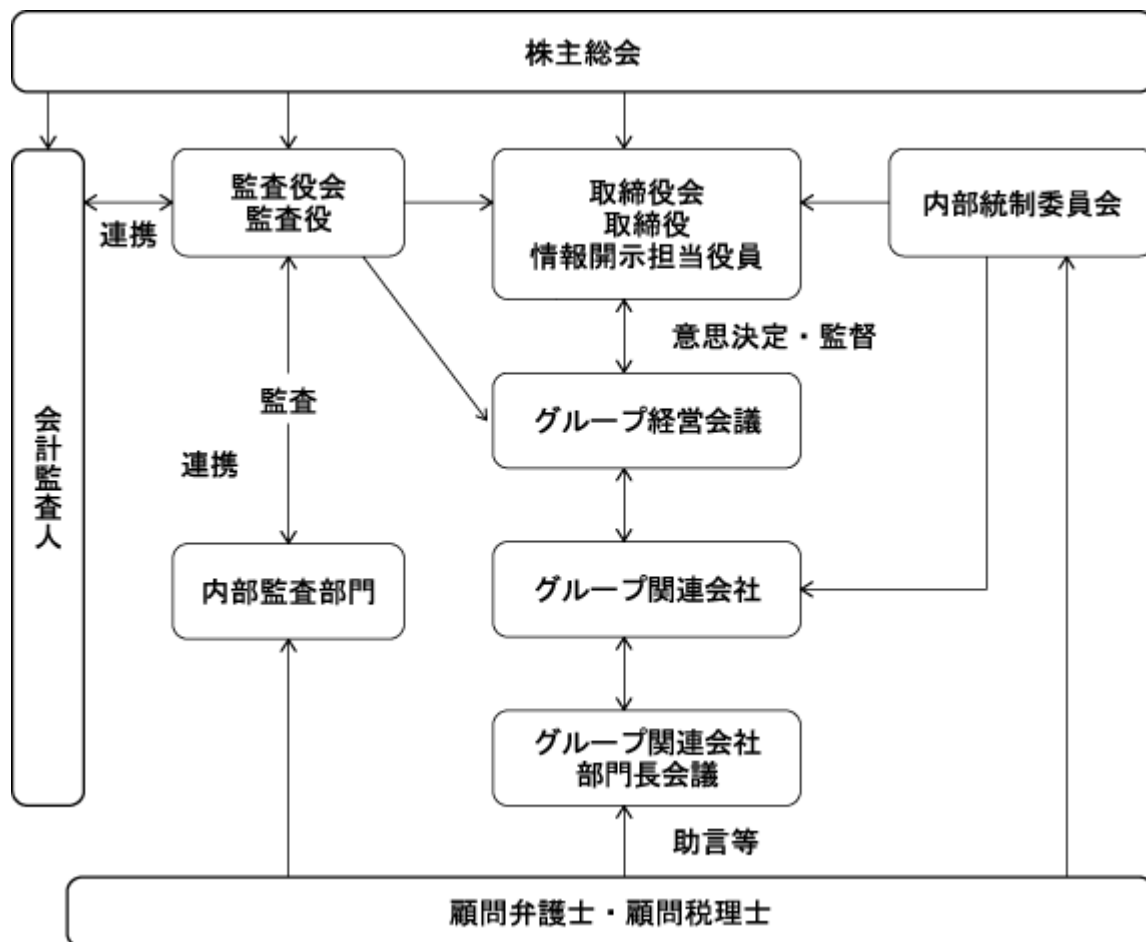 株主総会
監査役会
監査役
取締役会
取締役
情報開示担当役員
内部統制委員会
連携
意思決定・監督
監査
グループ経営会議
会計監査人
連携
内部監査部門
グループ関連会社
グループ関連会社
部門長会議
助言等
顧問弁護士・顧問税理士